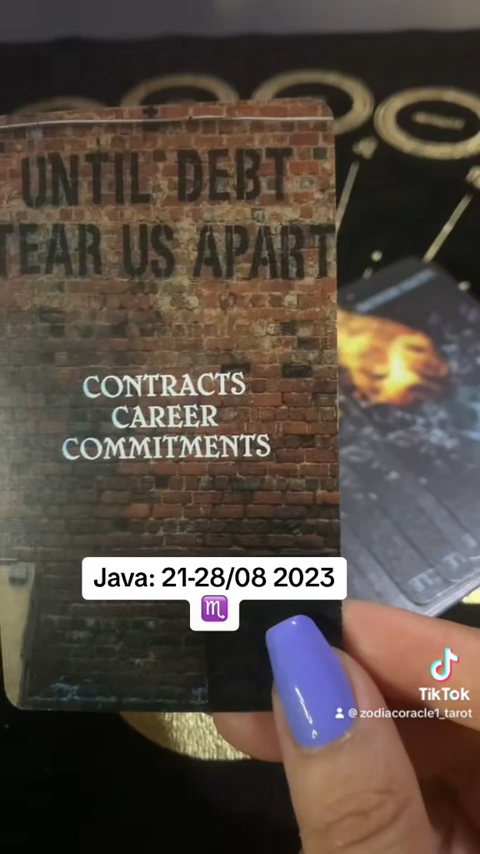 UNTIL DEBT
TEAR US APART
CONTRACTS
CAREER
COMMITMENTS
Java: 21-28/08 2023
♏
TikTok
@zodiacoracle1_tarot